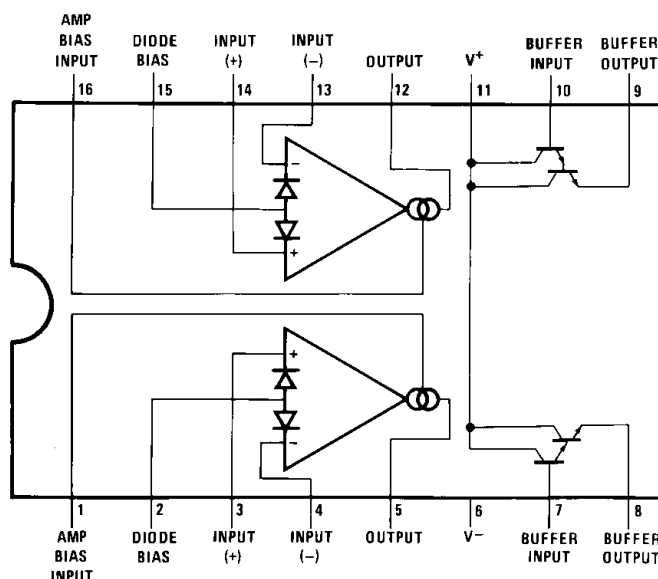 AMP
BIAS
INPUT
DIODE
BIAS
INPUT
(+)
INPUT
(−)
OUTPUT
V+
BUFFER
INPUT
BUFFER
OUTPUT
16
15
14
13
12
11
10
9
−
+
+
−
1
2
3
4
5
6
7
8
AMP
BIAS
INPUT
DIODE
BIAS
INPUT
(+)
INPUT
(−)
OUTPUT
V−
BUFFER
INPUT
BUFFER
OUTPUT